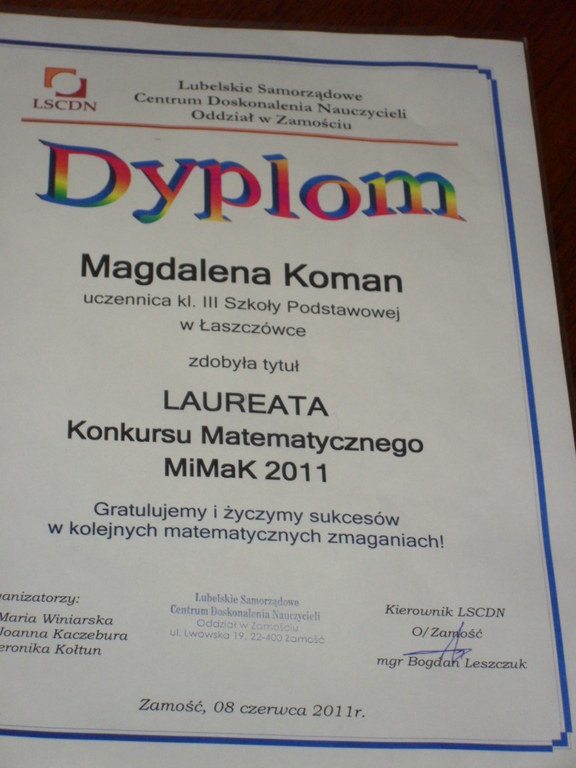 LSCDN
Lubelskie Samorządowe
Centrum Doskonalenia Nauczycieli
Oddział w Zamościu
Dyplom
Magdalena Koman
uczennica kl. III Szkoły Podstawowej
w Łaszczówce
zdobyła tytuł
LAUREATA
Konkursu Matematycznego
MiMaK 2011
Gratulujemy i życzymy sukcesów
w kolejnych matematycznych zmaganiach!
anizatorzy:
Maria Winiarska
Joanna Kaczebura
eronika Kołtun
Lubelskie Samorządowe
Centrum Doskonalenia Nauczycieli
Oddział w Zamościu
ul. Lwowska 19, 22-400 Zamość
Kierownik LSCDN
O/Zamość
mgr Bogdan Leszczuk
Zamość, 08 czerwca 2011r.